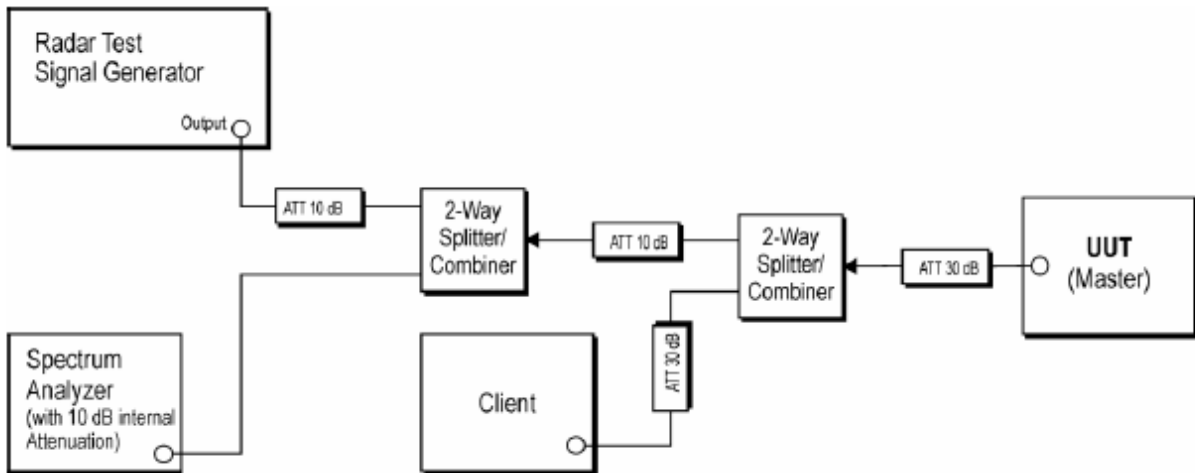 Radar Test
Signal Generator
Output
ATT 10 dB
2-Way
Splitter/
Combiner
ATT 10 dB
2-Way
Splitter/
Combiner
ATT 30 dB
UUT
(Master)
Spectrum
Analyzer
(with 10 dB internal
Attenuation)
Client
ATT 30 dB